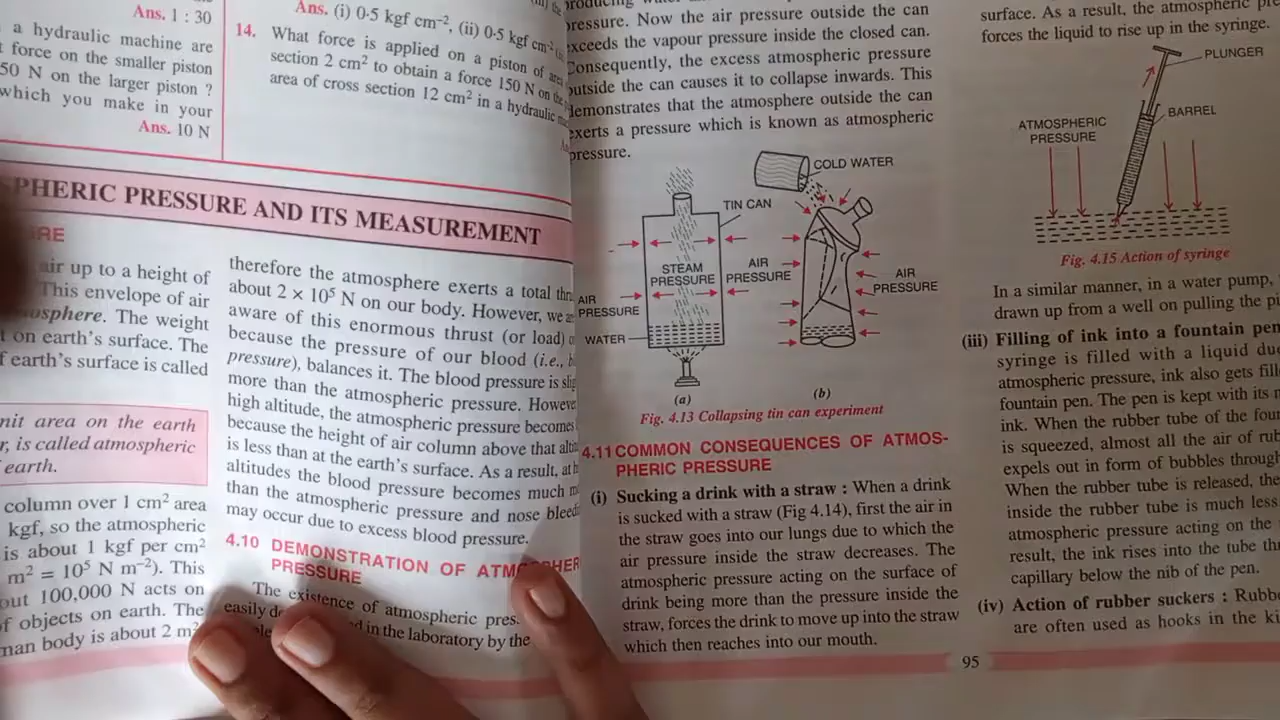 Ans. 1 : 30
a hydraulic machine are
force on the smaller piston
50 N on the larger piston ?
which you make in your
Ans. 10 N
Ans. (i) 0·5 kgf cm-2, (ii) 0·5 kgf cm-2
14. What force is applied on a piston of area
section 2 cm2 to obtain a force 150 N on the
area of cross section 12 cm2 in a hydraulic
PHERIC PRESSURE AND ITS MEASUREMENT
air up to a height of
This envelope of air
The weight
on earth's surface. The
f earth's surface is called
nit area on the earth
r, is called atmospheric
earth.
column over 1 cm2 area
kgf, so the atmospheric
is about 1 kgf per cm2
m2 = 105 N m-2). This
out 100,000 N acts on
of objects on earth. The
man body is about 2 m2
therefore the atmosphere exerts a total
about 2 × 105 N on our body. However, we
aware of this enormous thrust (or load)
because the pressure of our blood (i.e.,
pressure), balances it. The blood pressure is
more than the atmospheric pressure. However
high altitude, the atmospheric pressure becomes
because the height of air column above that
is less than at the earth's surface. As a result, at
altitudes the blood pressure becomes much
than the atmospheric pressure and nose
may occur due to excess blood pressure.
4.10 DEMONSTRATION OF ATMOSPHER
PRESSURE
The existence of atmospheric pres
easily de
d in the laboratory by the
producing water
pressure. Now the air pressure outside the can
exceeds the vapour pressure inside the closed can.
Consequently, the excess atmospheric pressure
outside the can causes it to collapse inwards. This
demonstrates that the atmosphere outside the can
exerts a pressure which is known as atmospheric
pressure.
COLD WATER
TIN CAN
STEAM
PRESSURE
AIR
PRESSURE
AIR
PRESSURE
AIR
PRESSURE
WATER
(a)
(b)
Fig. 4.13 Collapsing tin can experiment
4.11 COMMON CONSEQUENCES OF ATMOS-
PHERIC PRESSURE
(i) Sucking a drink with a straw : When a drink
is sucked with a straw (Fig 4.14), first the air in
the straw goes into our lungs due to which the
air pressure inside the straw decreases. The
atmospheric pressure acting on the surface of
drink being more than the pressure inside the
straw, forces the drink to move up into the straw
which then reaches into our mouth.
surface. As a result, the atmospheric pre
forces the liquid to rise up in the syringe.
PLUNGER
BARREL
ATMOSPHERIC
PRESSURE
Fig. 4.15 Action of syringe
In a similar manner, in a water pump,
drawn up from a well on pulling the pi
(iii) Filling of ink into a fountain pen
syringe is filled with a liquid du
atmospheric pressure, ink also gets fill
fountain pen. The pen is kept with its n
ink. When the rubber tube of the foun
is squeezed, almost all the air of rub
expels out in form of bubbles through
When the rubber tube is released, the
inside the rubber tube is much less
atmospheric pressure acting on the
result, the ink rises into the tube th
capillary below the nib of the pen.
(iv) Action of rubber suckers : Rubbe
are often used as hooks in the ki
95